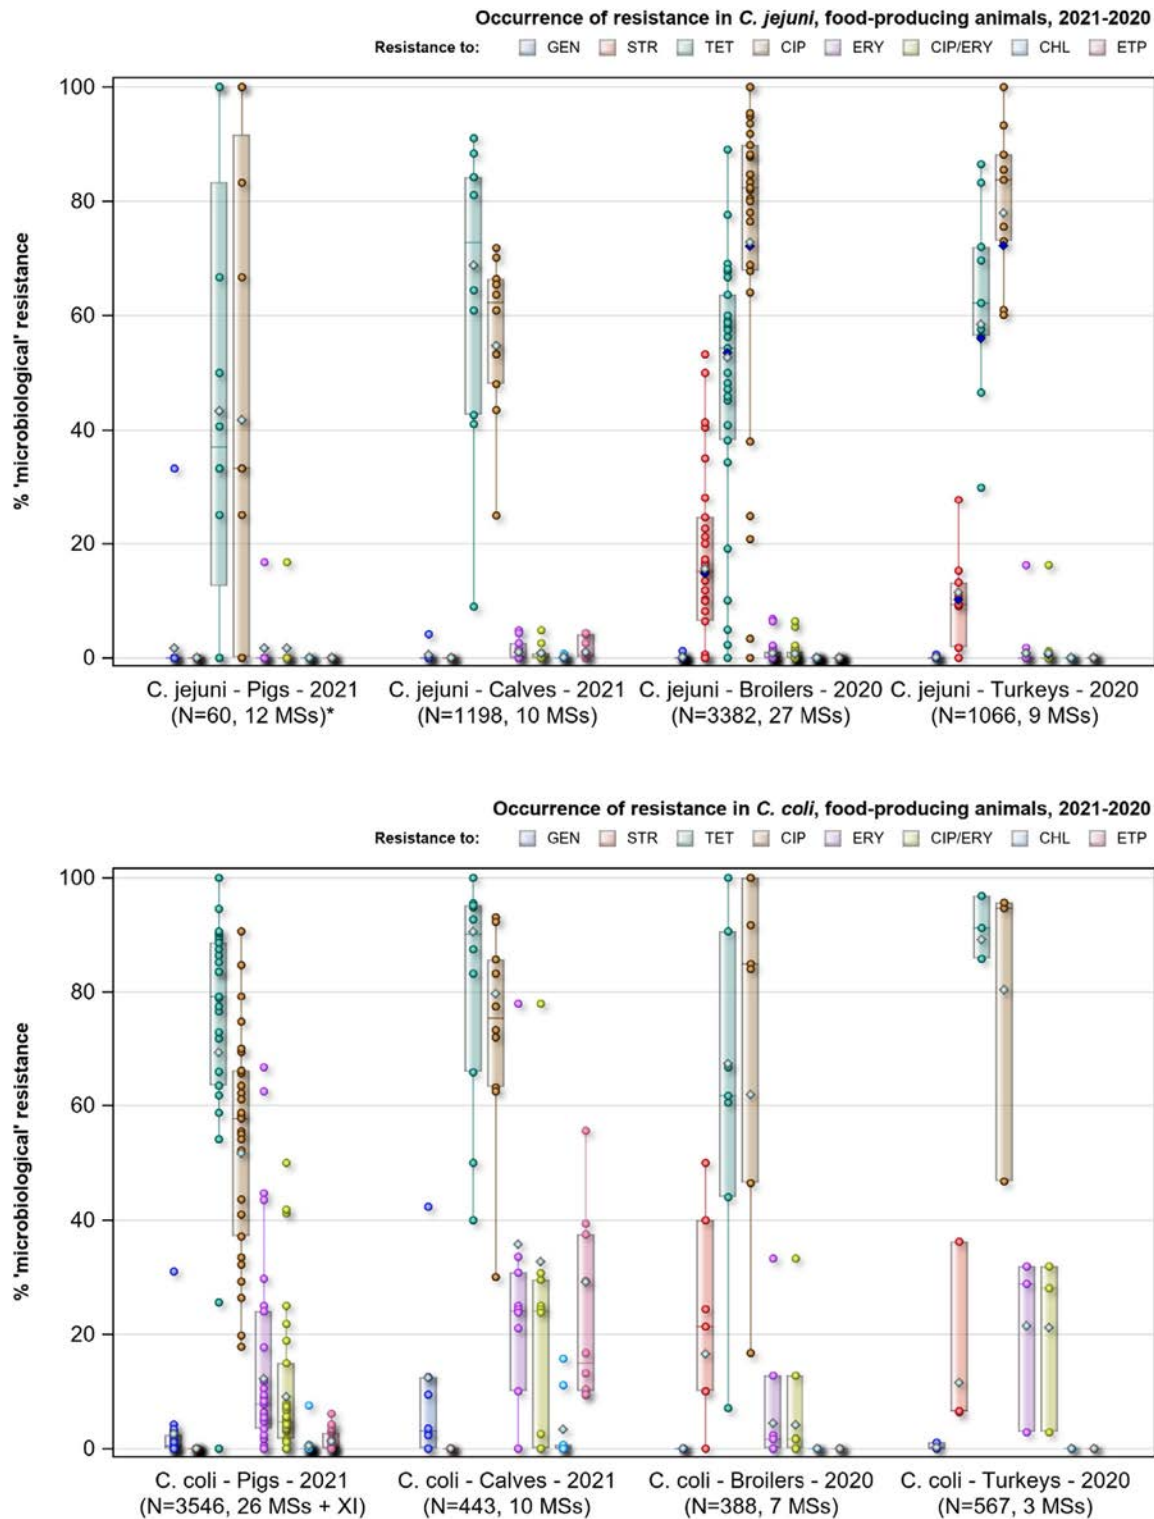 Occurrence of resistance in C. jejuni, food-producing animals, 2021-2020
Resistance to: GEN STR TET CIP ERY CIP/ERY CHL ETP
% 'microbiological' resistance
100
80
60
40
20
0
C. jejuni - Pigs - 2021 C. jejuni - Calves - 2021 C. jejuni - Broilers - 2020 C. jejuni - Turkeys - 2020
(N=60, 12 MSs)* (N=1198, 10 MSs) (N=3382, 27 MSs) (N=1066, 9 MSs)
Occurrence of resistance in C. coli, food-producing animals, 2021-2020
Resistance to: GEN STR TET CIP ERY CIP/ERY CHL ETP
% 'microbiological' resistance
100
80
60
40
20
0
C. coli - Pigs - 2021 C. coli - Calves - 2021 C. coli - Broilers - 2020 C. coli - Turkeys - 2020
(N=3546, 26 MSs + XI) (N=443, 10 MSs) (N=388, 7 MSs) (N=567, 3 MSs)